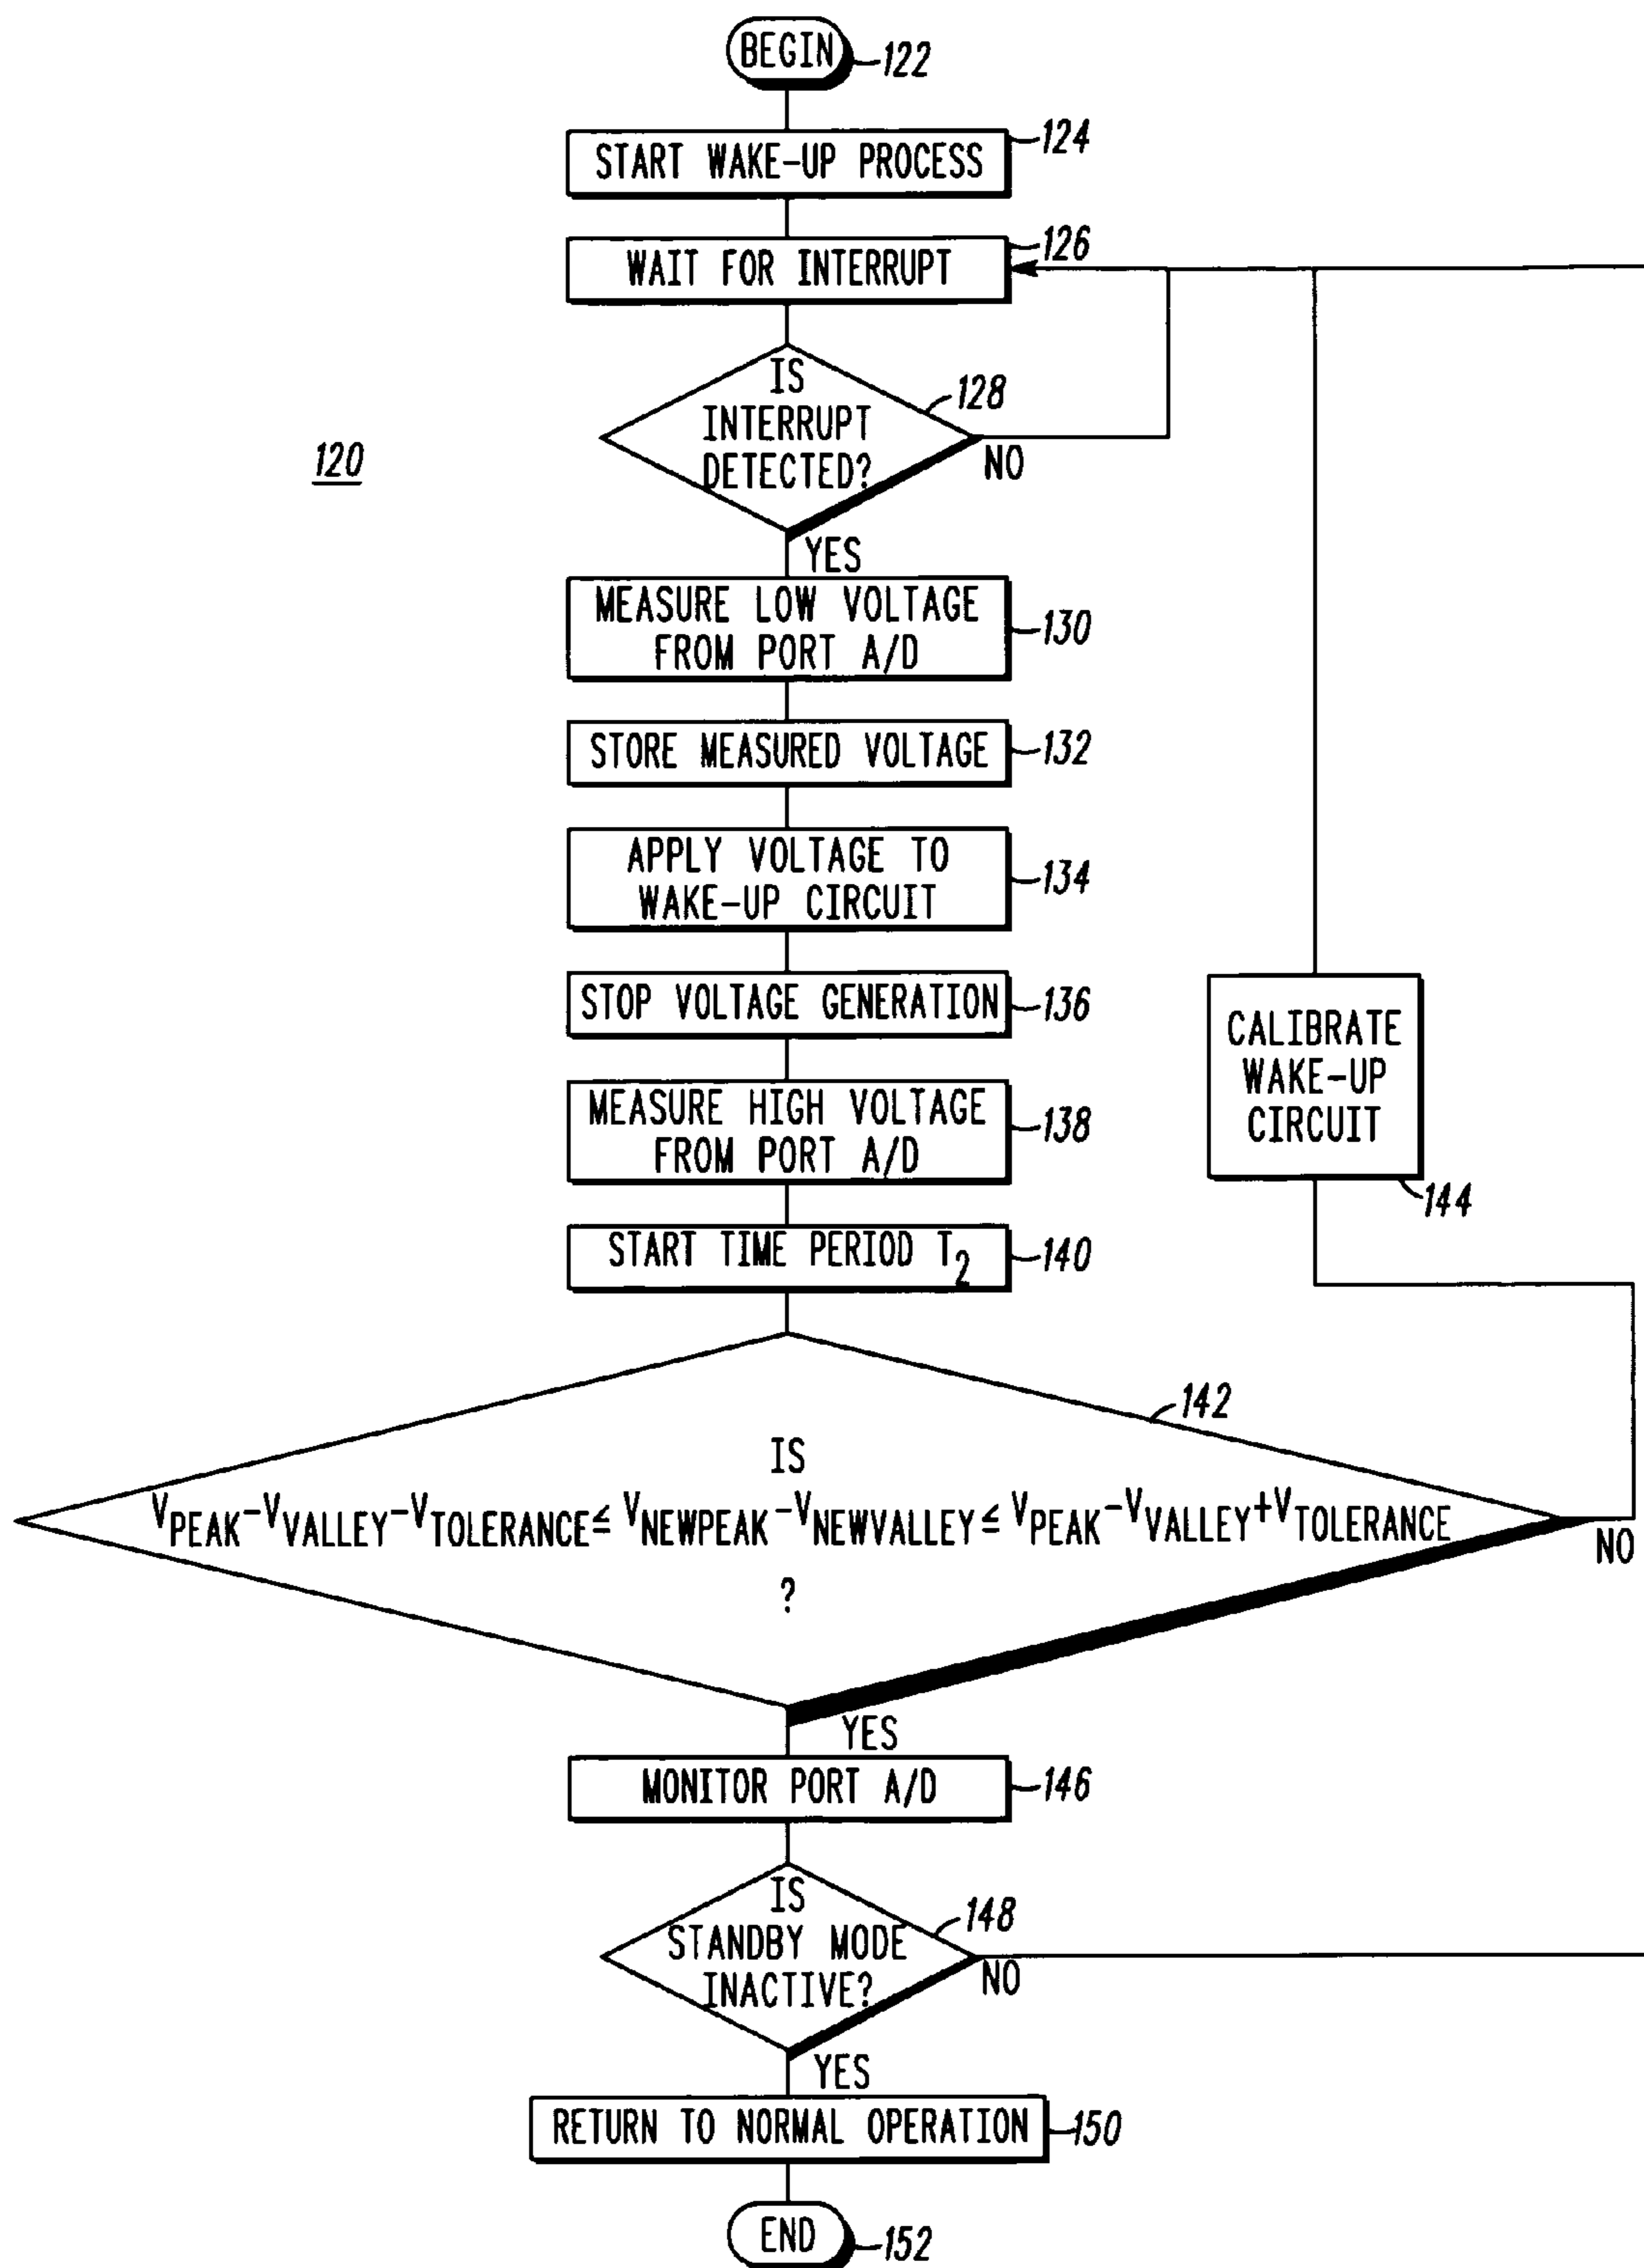 BEGIN
122
START WAKE-UP PROCESS
124
WAIT FOR INTERRUPT
126
IS
INTERRUPT
DETECTED?
128
NO
120
YES
MEASURE LOW VOLTAGE
FROM PORT A/D
130
STORE MEASURED VOLTAGE
132
APPLY VOLTAGE TO
WAKE-UP CIRCUIT
134
STOP VOLTAGE GENERATION
136
CALIBRATE
WAKE-UP
CIRCUIT
144
MEASURE HIGH VOLTAGE
FROM PORT A/D
138
START TIME PERIOD T2
140
142
IS
VPEAK-VVALLEY-VTOLERANCE≤ VNEWPEAK-VNEWVALLEY≤ VPEAK-VVALLEY+VTOLERANCE
?
NO
YES
MONITOR PORT A/D
146
IS
STANDBY MODE
INACTIVE?
148
NO
YES
RETURN TO NORMAL OPERATION
150
END
152